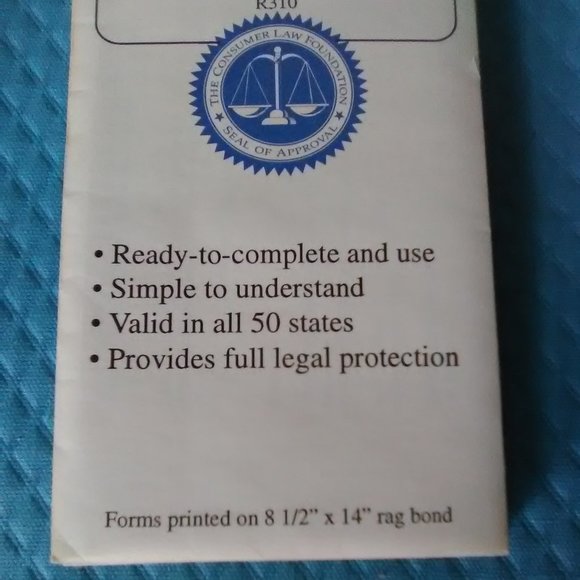 R310
THE CONSUMER LAW FOUNDATION
★ SEAL OF APPROVAL ★
• Ready-to-complete and use
• Simple to understand
• Valid in all 50 states
• Provides full legal protection
Forms printed on 8 1/2” x 14” rag bond